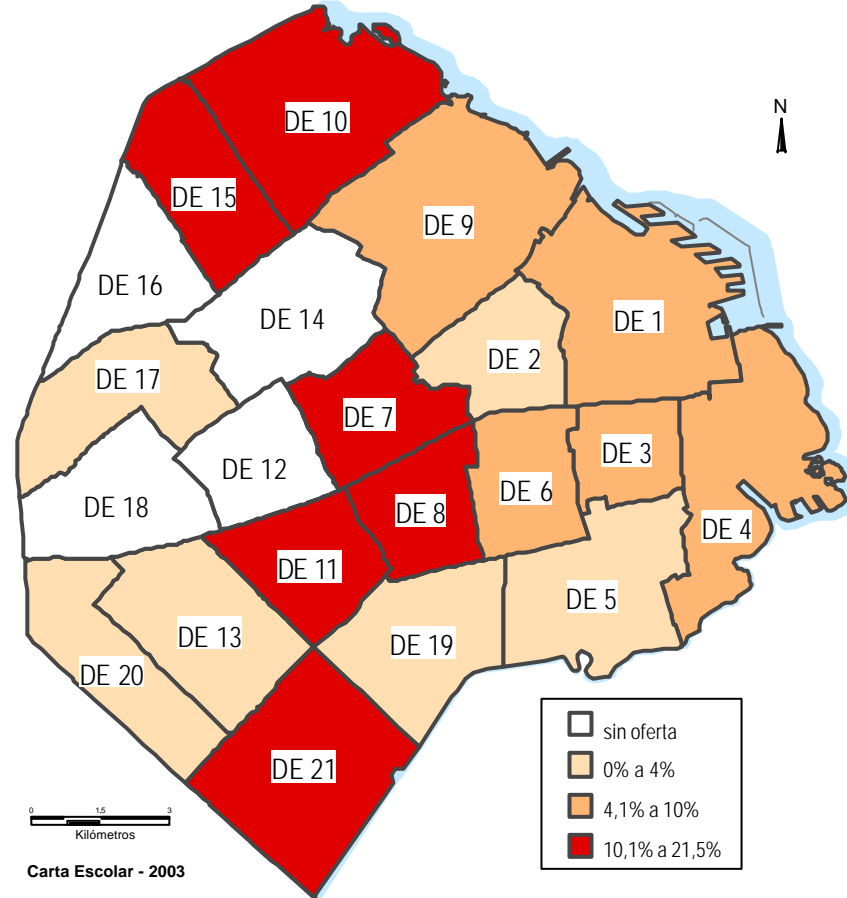 N
DE 10
DE 15
DE 9
DE 16
DE 14
DE 1
DE 2
DE 17
DE 7
DE 3
DE 12
DE 6
DE 18
DE 8
DE 4
DE 11
DE 5
DE 13
DE 19
DE 20
DE 21
sin oferta
0% a 4%
4,1% a 10%
10,1% a 21,5%
0 1,5 3
Kilómetros
Carta Escolar - 2003